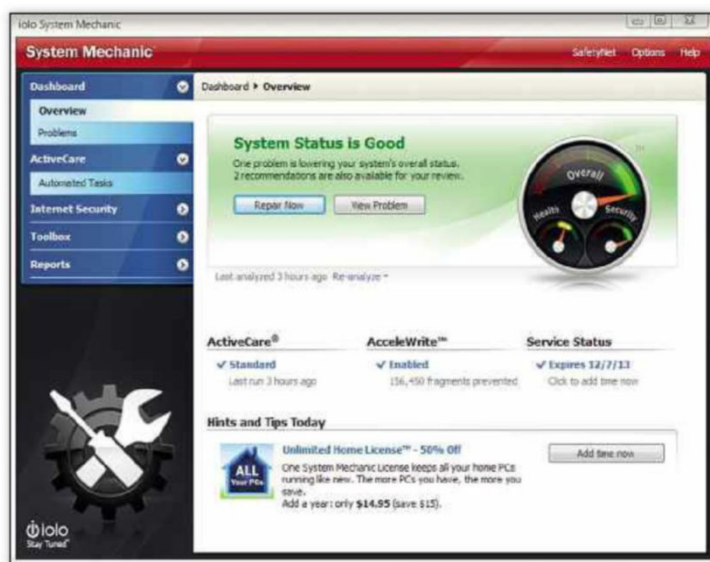 iolo System Mechanic
System Mechanic
SafetyNet Options Help
Dashboard
Overview
Problems
ActiveCare
Automated Tasks
Internet Security
Toolbox
Reports
Dashboard ▸ Overview
System Status is Good
One problem is lowering your system's overall status.
2 recommendations are also available for your review.
Repair Now
View Problem
Overall
Health
Security
TM
Last analyzed 3 hours ago Re-analyze
ActiveCare®
✓ Standard
Last run 3 hours ago
AcceleWrite™
✓ Enabled
156,450 fragments prevented
Service Status
✓ Expires 12/7/13
Click to add time now
Hints and Tips Today
ALL
Your PCs
Unlimited Home License™ - 50% Off
One System Mechanic License keeps all your home PCs
running like new. The more PCs you have, the more you
save.
Add a year: only $14.95 (save $15).
Add time now
iolo
Stay Tuned®